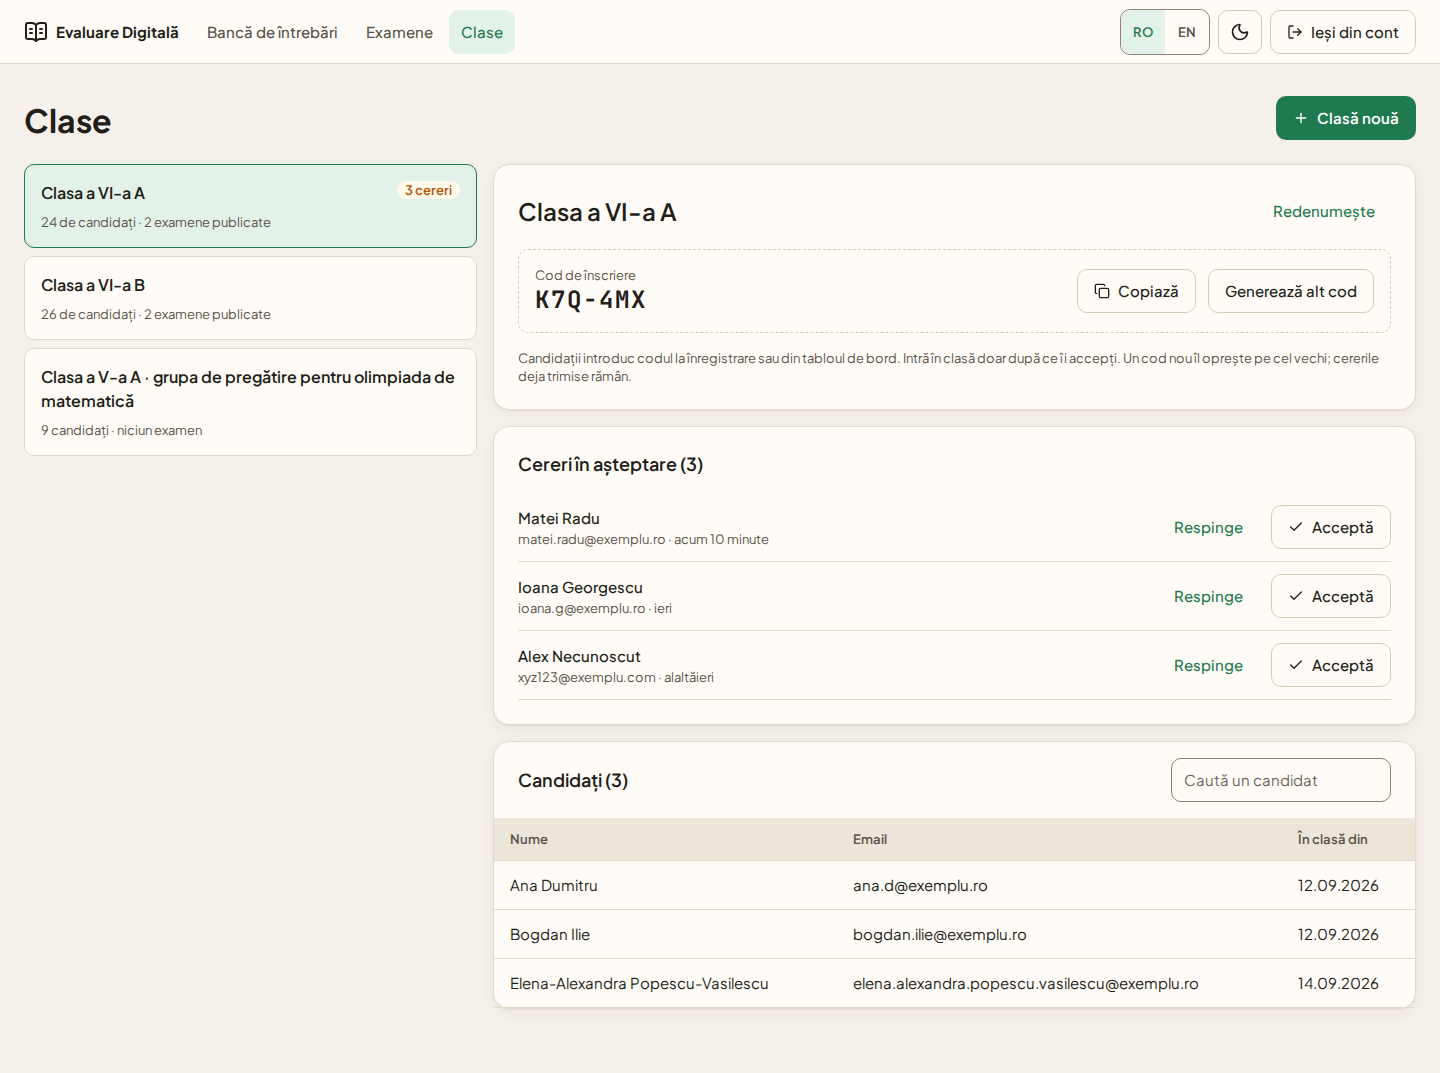 Evaluare Digitală
Bancă de întrebări
Examene
Clase
RO
EN
Ieși din cont
Clase
Clasă nouă
Clasa a VI-a A
3 cereri
24 de candidați · 2 examene publicate
Clasa a VI-a B
26 de candidați · 2 examene publicate
Clasa a V-a A · grupa de pregătire pentru olimpiada de
matematică
9 candidați · niciun examen
Clasa a VI-a A
Redenumește
Cod de înscriere
K7Q-4MX
Copiază
Generează alt cod
Candidații introduc codul la înregistrare sau din tabloul de bord. Intră în clasă doar după ce îi accepți. Un cod nou îl oprește pe cel vechi; cererile
deja trimise rămân.
Cereri în așteptare (3)
Matei Radu
matei.radu@exemplu.ro · acum 10 minute
Respinge
Acceptă
Ioana Georgescu
ioana.g@exemplu.ro · ieri
Respinge
Acceptă
Alex Necunoscut
xyz123@exemplu.com · alaltăieri
Respinge
Acceptă
Candidați (3)
Caută un candidat
Nume
Email
În clasă din
Ana Dumitru
ana.d@exemplu.ro
12.09.2026
Bogdan Ilie
bogdan.ilie@exemplu.ro
12.09.2026
Elena-Alexandra Popescu-Vasilescu
elena.alexandra.popescu.vasilescu@exemplu.ro
14.09.2026